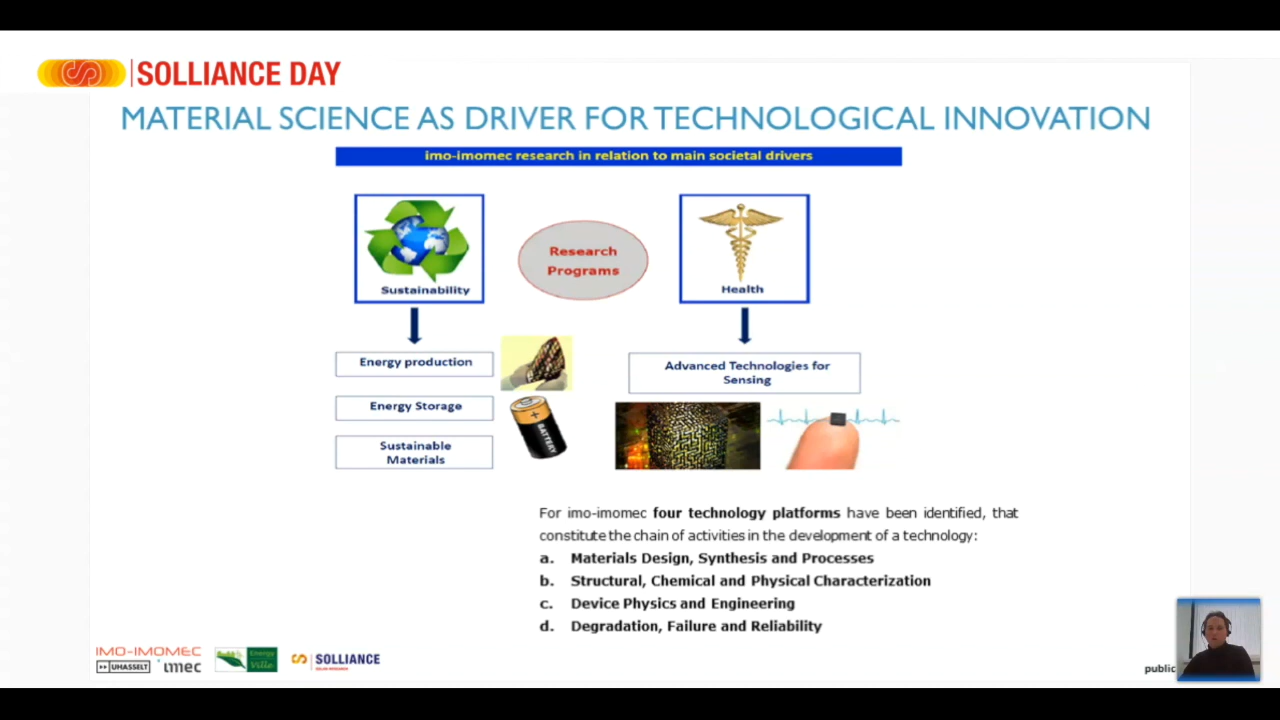 SOLLIANCE DAY
MATERIAL SCIENCE AS DRIVER FOR TECHNOLOGICAL INNOVATION
imo-imomec research in relation to main societal drivers
Sustainability
Research
Programs
Health
Energy production
Energy Storage
Sustainable
Materials
BATTERY
Advanced Technologies for
Sensing
For imo-imomec four technology platforms have been identified, that
constitute the chain of activities in the development of a technology:
a. Materials Design, Synthesis and Processes
b. Structural, Chemical and Physical Characterization
c. Device Physics and Engineering
d. Degradation, Failure and Reliability
IMO-IMOMEC
UHASSELT
imec
Energy
Ville
SOLLIANCE
public